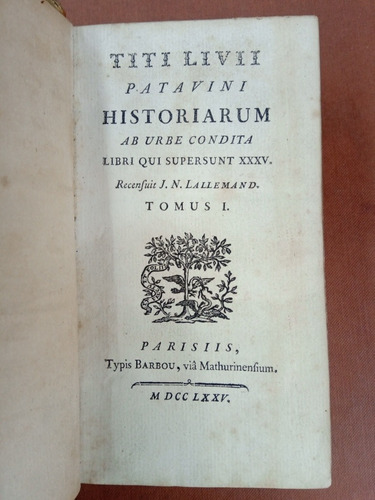 TITI LIVII
PATAVINI
HISTORIARUM
AB URBE CONDITA
LIBRI QUI SUPERSUNT XXXV.
Recenſuit J. N. LALLEMAND.
TOMUS I.
PARISIIS,
Typis BARBOU, viâ Mathurinenſium.
M DCC LXXV.